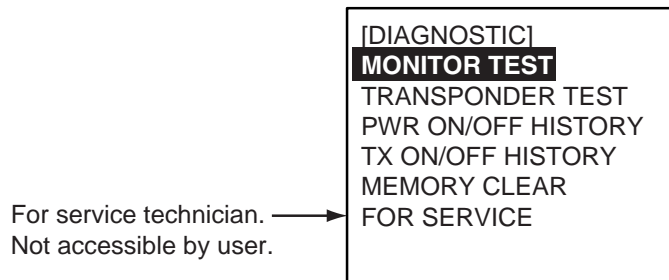 [DIAGNOSTIC]
MONITOR TEST
TRANSPONDER TEST
PWR ON/OFF HISTORY
TX ON/OFF HISTORY
MEMORY CLEAR
FOR SERVICE
For service technician.
Not accessible by user.